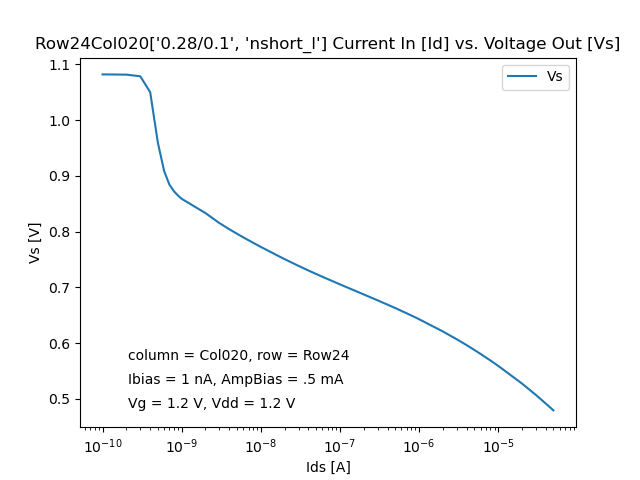 Row24Col020['0.28/0.1', 'nshort_l'] Current In [Id] vs. Voltage Out [Vs]
1.1
Vs
1.0
0.9
0.8
Vs [V]
0.7
0.6
column = Col020, row = Row24
Ibias = 1 nA, AmpBias = .5 mA
Vg = 1.2 V, Vdd = 1.2 V
0.5
10⁻¹⁰ 10⁻⁹ 10⁻⁸ 10⁻⁷ 10⁻⁶ 10⁻⁵
Ids [A]